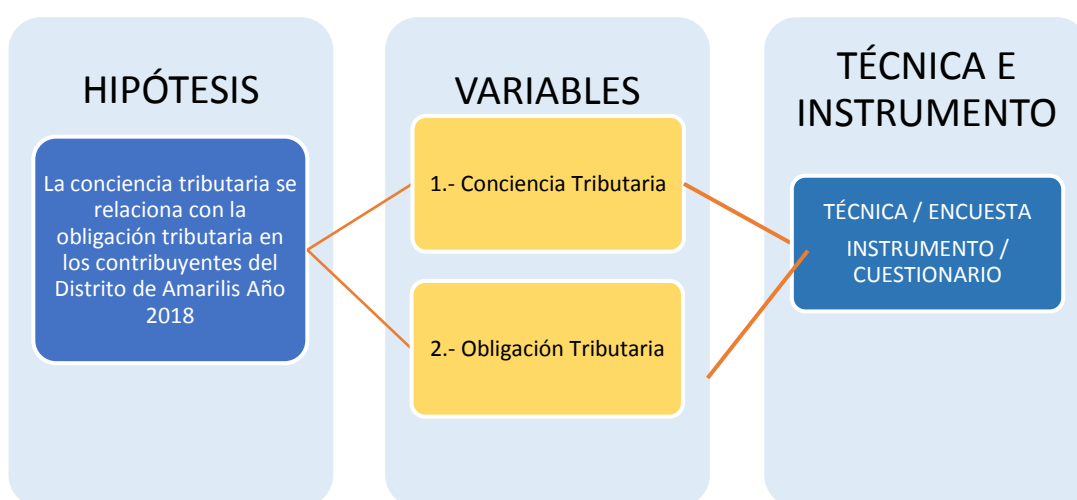 HIPÓTESIS
La conciencia tributaria se
relaciona con la
obligación tributaria en
los contribuyentes del
Distrito de Amarilis Año
2018
VARIABLES
1.- Conciencia Tributaria
2.- Obligación Tributaria
TÉCNICA E
INSTRUMENTO
TÉCNICA / ENCUESTA
INSTRUMENTO /
CUESTIONARIO